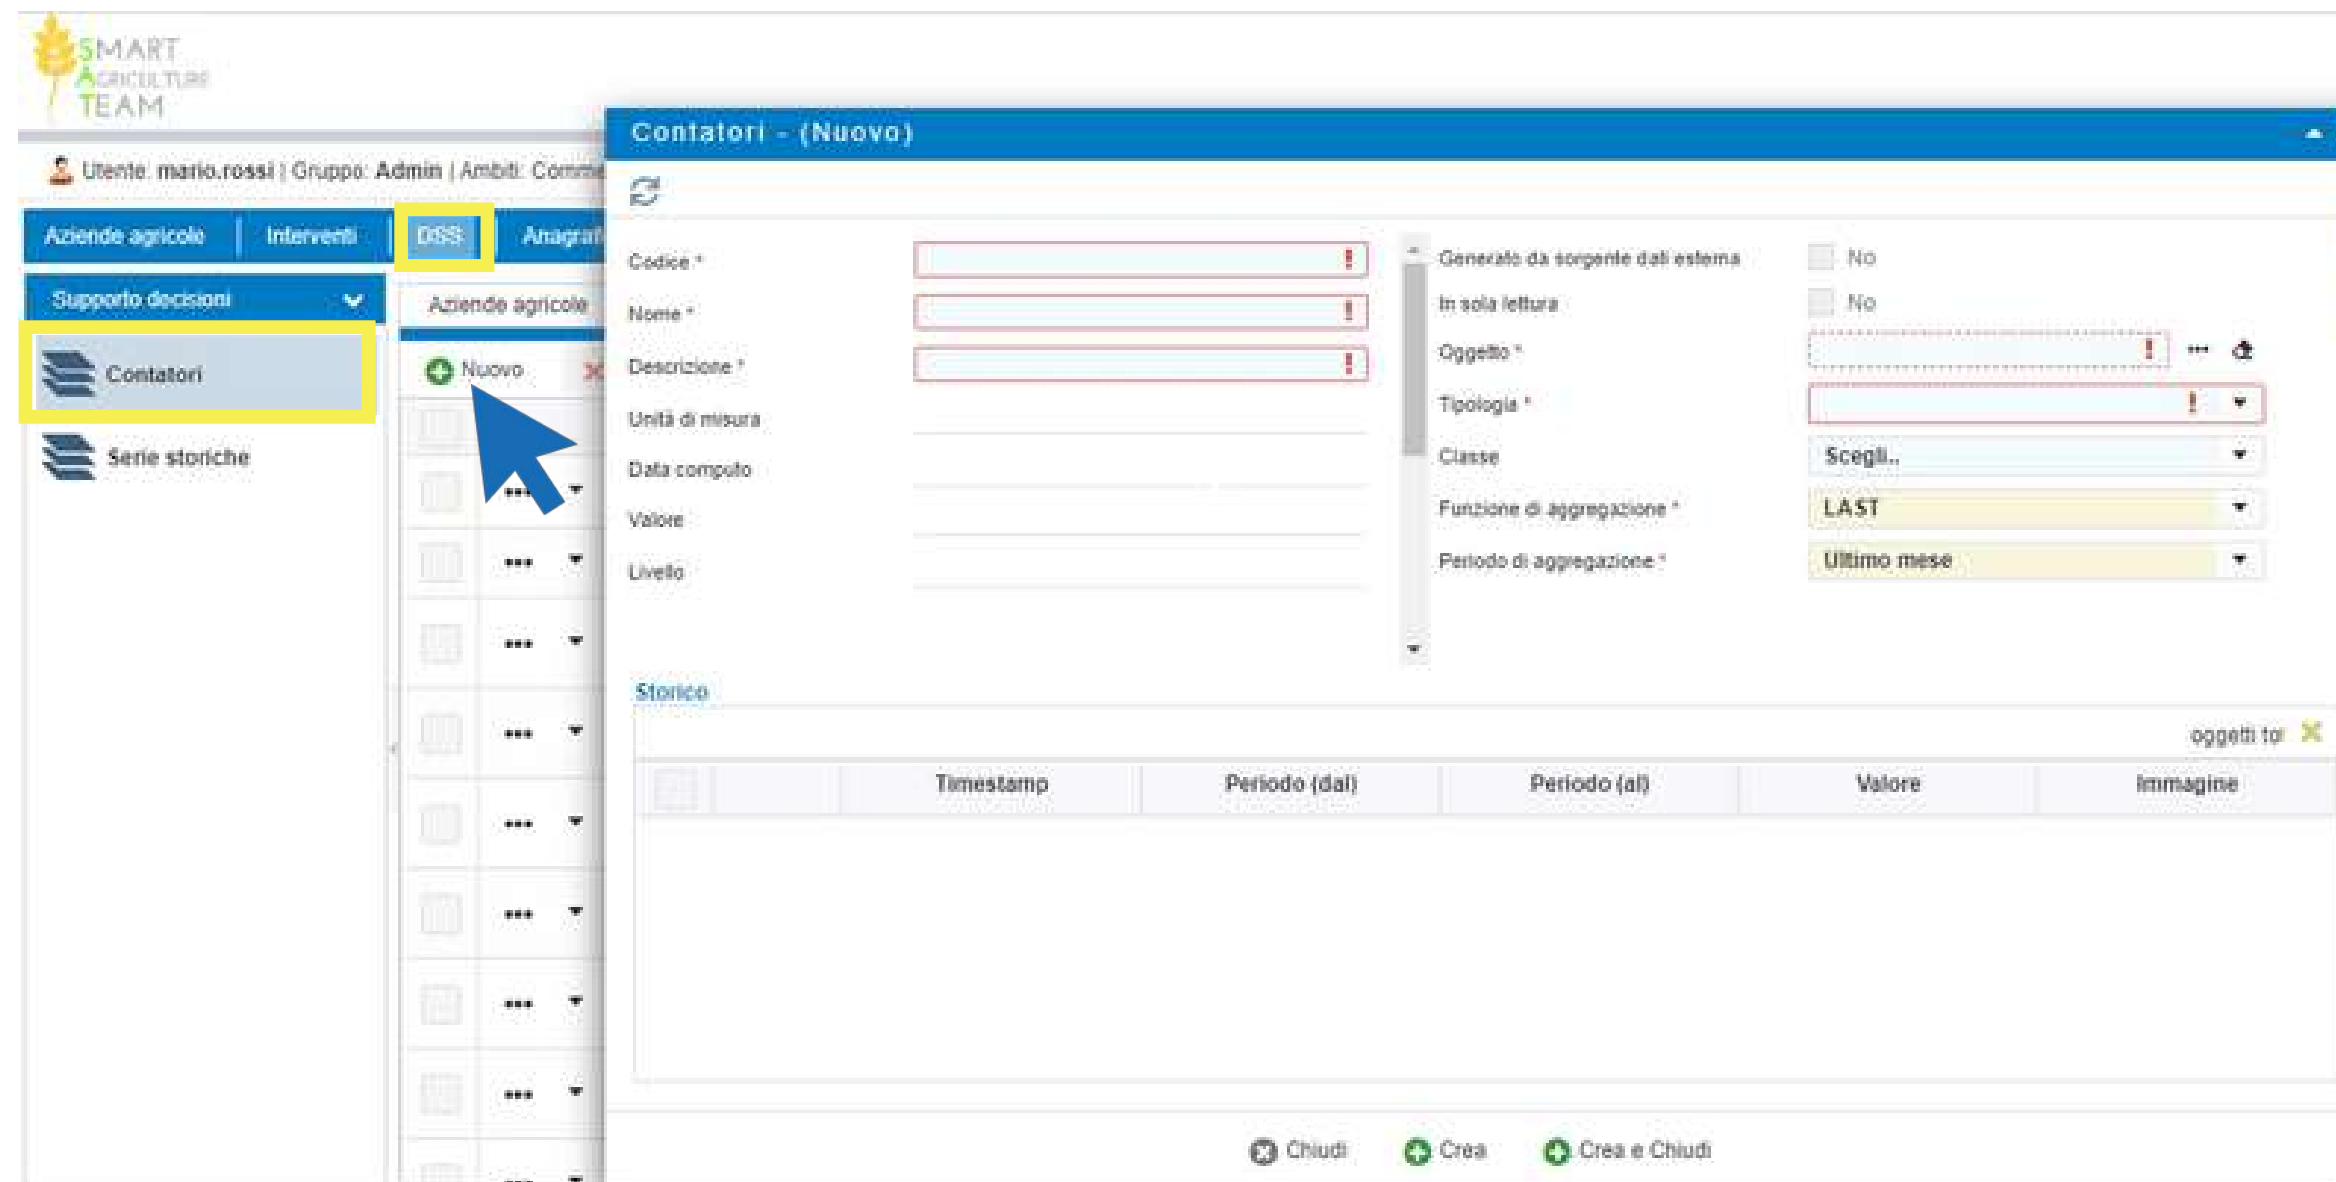 SMART
AGRICULTURE
TEAM
Contatori - (Nuovo)
Utente: mario.rossi | Gruppo: Admin | Ambiti: Comme
Aziende agricole
Interventi
DSS
Anagraf
Supporto decisioni
Contatori
Serie storiche
Aziende agricole
Nuovo
Codice *
Nome *
Descrizione *
Unità di misura
Data computo
Valore
Livello
Generato da sorgente dati esterna
No
In sola lettura
No
Oggetto *
Tipologia *
Classe
Scegli..
Funzione di aggregazione *
LAST
Periodo di aggregazione *
Ultimo mese
Storico
oggetti tot
Timestamp
Periodo (dal)
Periodo (al)
Valore
Immagine
Chiudi
Crea
Crea e Chiudi